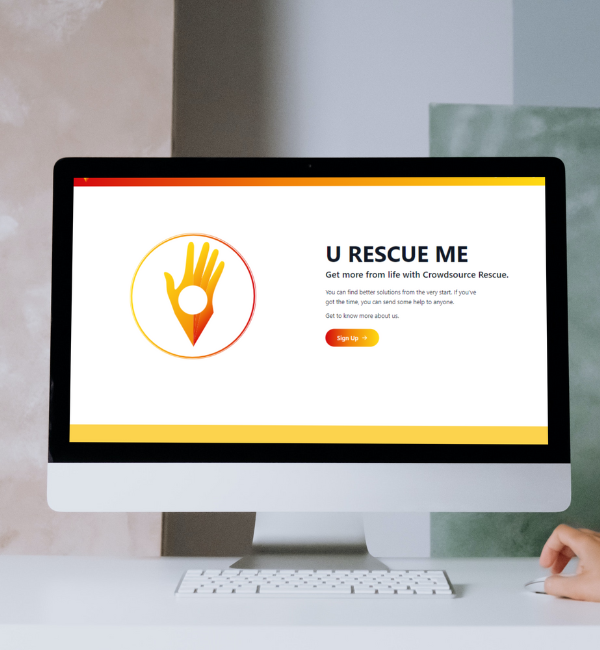 U RESCUE ME
Get more from life with Crowdsource Rescue.
You can find better solutions from the very start. If you've
got the time, you can send some help to anyone.
Get to know more about us.
Sign Up →